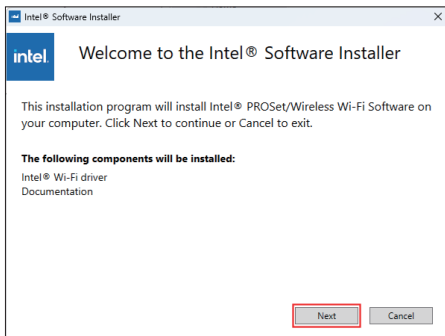 Intel® Software Installer
intel.
Welcome to the Intel® Software Installer
This installation program will install Intel® PROSet/Wireless Wi-Fi Software on
your computer. Click Next to continue or Cancel to exit.
The following components will be installed:
Intel® Wi-Fi driver
Documentation
Next
Cancel